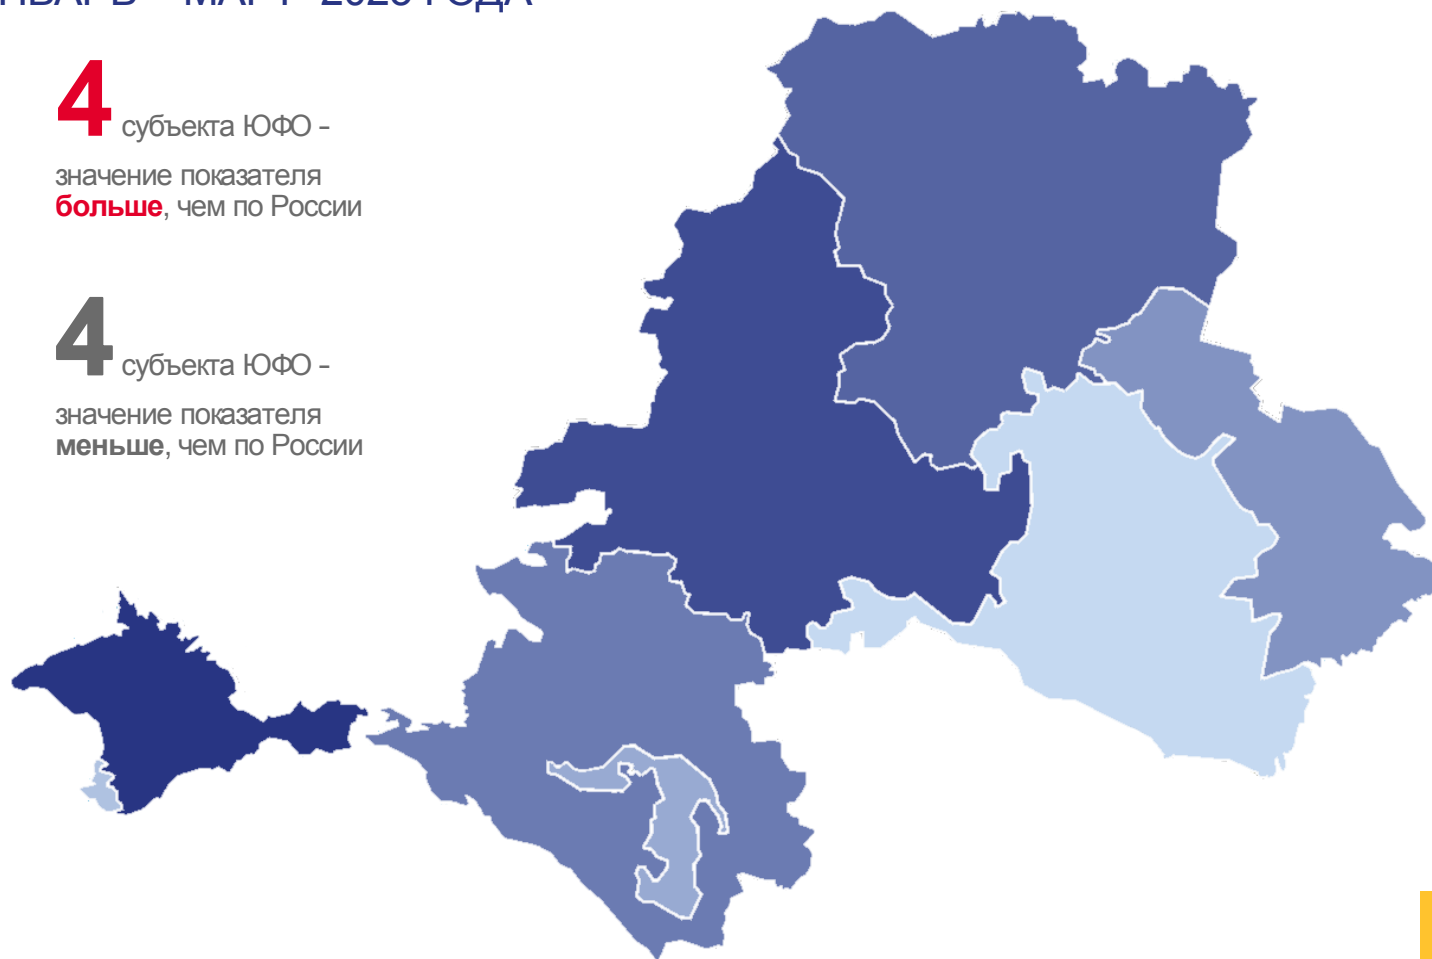 4 субъекта ЮФО -
значение показателя
больше, чем по России
4 субъекта ЮФО -
значение показателя
меньше, чем по России